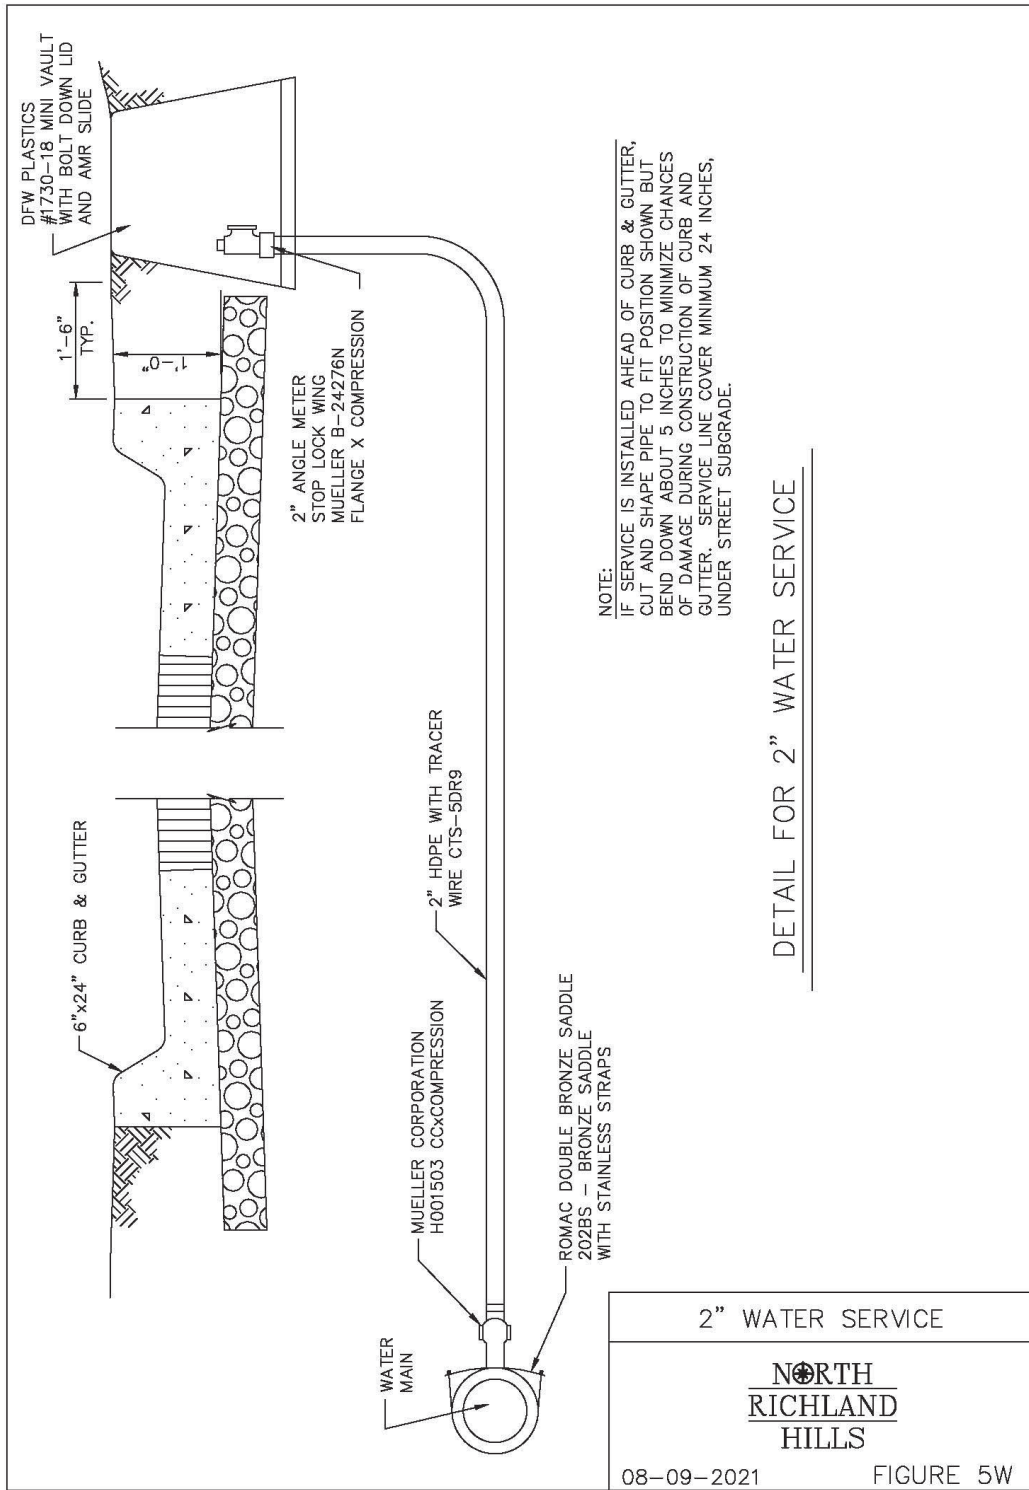 DFW PLASTICS
#1730-18 MINI VAULT
WITH BOLT DOWN LID
AND AMR SLIDE
1'-6"
TYP.
1'-0"
2" ANGLE METER
STOP LOCK WING
MUELLER B-24276N
FLANGE X COMPRESSION
6"x24" CURB & GUTTER
2" HDPE WITH TRACER
WIRE CTS-5DR9
MUELLER CORPORATION
H001503 CCxCOMPRESSION
WATER
MAIN
ROMAC DOUBLE BRONZE SADDLE
202BS - BRONZE SADDLE
WITH STAINLESS STRAPS
NOTE:
IF SERVICE IS INSTALLED AHEAD OF CURB & GUTTER,
CUT AND SHAPE PIPE TO FIT POSITION SHOWN BUT
BEND DOWN ABOUT 5 INCHES TO MINIMIZE CHANCES
OF DAMAGE DURING CONSTRUCTION OF CURB AND
GUTTER. SERVICE LINE COVER MINIMUM 24 INCHES,
UNDER STREET SUBGRADE.
DETAIL FOR 2" WATER SERVICE
2" WATER SERVICE
NORTH
RICHLAND
HILLS
08-09-2021 FIGURE 5W